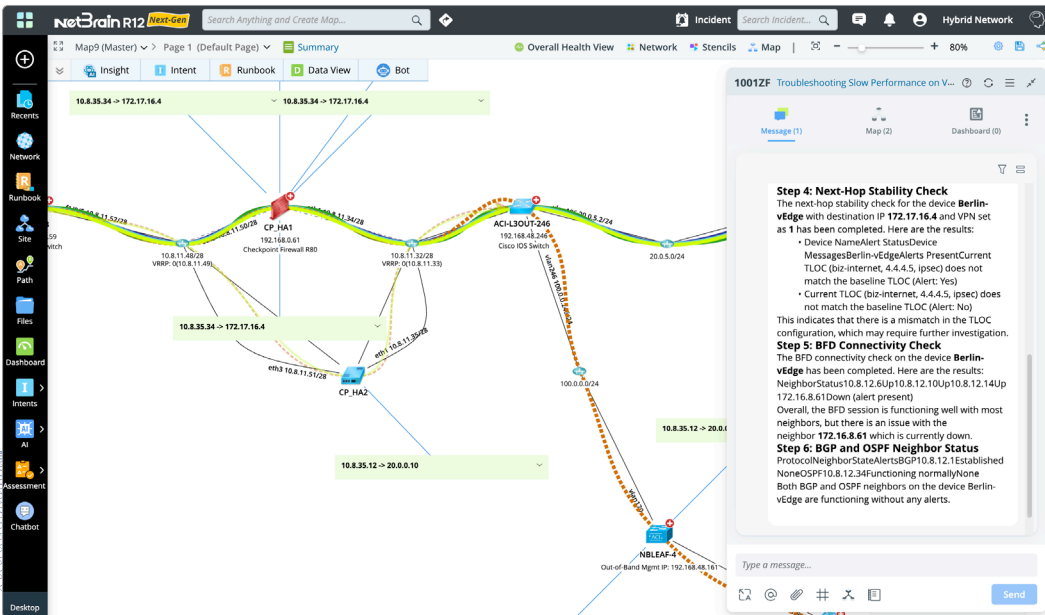 NetBrain R12 Next-Gen
Search Anything and Create Map...
Incident
Search Incident...
Hybrid Network
Map9 (Master)
Page 1 (Default Page)
Summary
Overall Health View
Network
Stencils
Map
80%
Insight
Intent
Runbook
Data View
Bot
Recents
Network
Runbook
Site
Path
Files
Dashboard
Intents
AI
Assessment
Chatbot
Desktop
10.8.35.34 -> 172.17.16.4
10.8.35.34 -> 172.17.16.4
10.8.11.50/28
10.8.11.34/28
CP_HA1
192.168.0.61
Checkpoint Firewall R80
10.8.11.48/28
VRRP: 0(10.8.11.49)
10.8.11.32/28
VRRP: 0(10.8.11.33)
ACI-L3OUT-246
192.168.48.246
Cisco IOS Switch
20.0.5.0/24
10.8.35.34 -> 172.17.16.4
eth1 10.8.11.35/28
eth3 10.8.11.51/28
CP_HA2
100.0.0.0/24
10.8.35.12 -> 20.0.0.10
10.8.35.12 -> 20.0.
NBLEAF-4
Out-of-Band Mgmt IP: 192.168.48.161
1001ZF Troubleshooting Slow Performance on V...
Message (1)
Map (2)
Dashboard (0)
Step 4: Next-Hop Stability Check
The next-hop stability check for the device Berlin-
vEdge with destination IP 172.17.16.4 and VPN set
as 1 has been completed. Here are the results:
• Device NameAlert StatusDevice
MessagesBerlin-vEdgeAlerts PresentCurrent
TLOC (biz-internet, 4.4.4.5, ipsec) does not
match the baseline TLOC (Alert: Yes)
• Current TLOC (biz-internet, 4.4.4.5, ipsec) does
not match the baseline TLOC (Alert: No)
This indicates that there is a mismatch in the TLOC
configuration, which may require further investigation.
Step 5: BFD Connectivity Check
The BFD connectivity check on the device Berlin-
vEdge has been completed. Here are the results:
NeighborStatus10.8.12.6Up10.8.12.10Up10.8.12.14Up
172.16.8.61Down (alert present)
Overall, the BFD session is functioning well with most
neighbors, but there is an issue with the
neighbor 172.16.8.61 which is currently down.
Step 6: BGP and OSPF Neighbor Status
ProtocolNeighborStateAlertsBGP10.8.12.1Established
NoneOSPF10.8.12.34Functioning normallyNone
Both BGP and OSPF neighbors on the device Berlin-
vEdge are functioning without any alerts.
Type a message...
Send